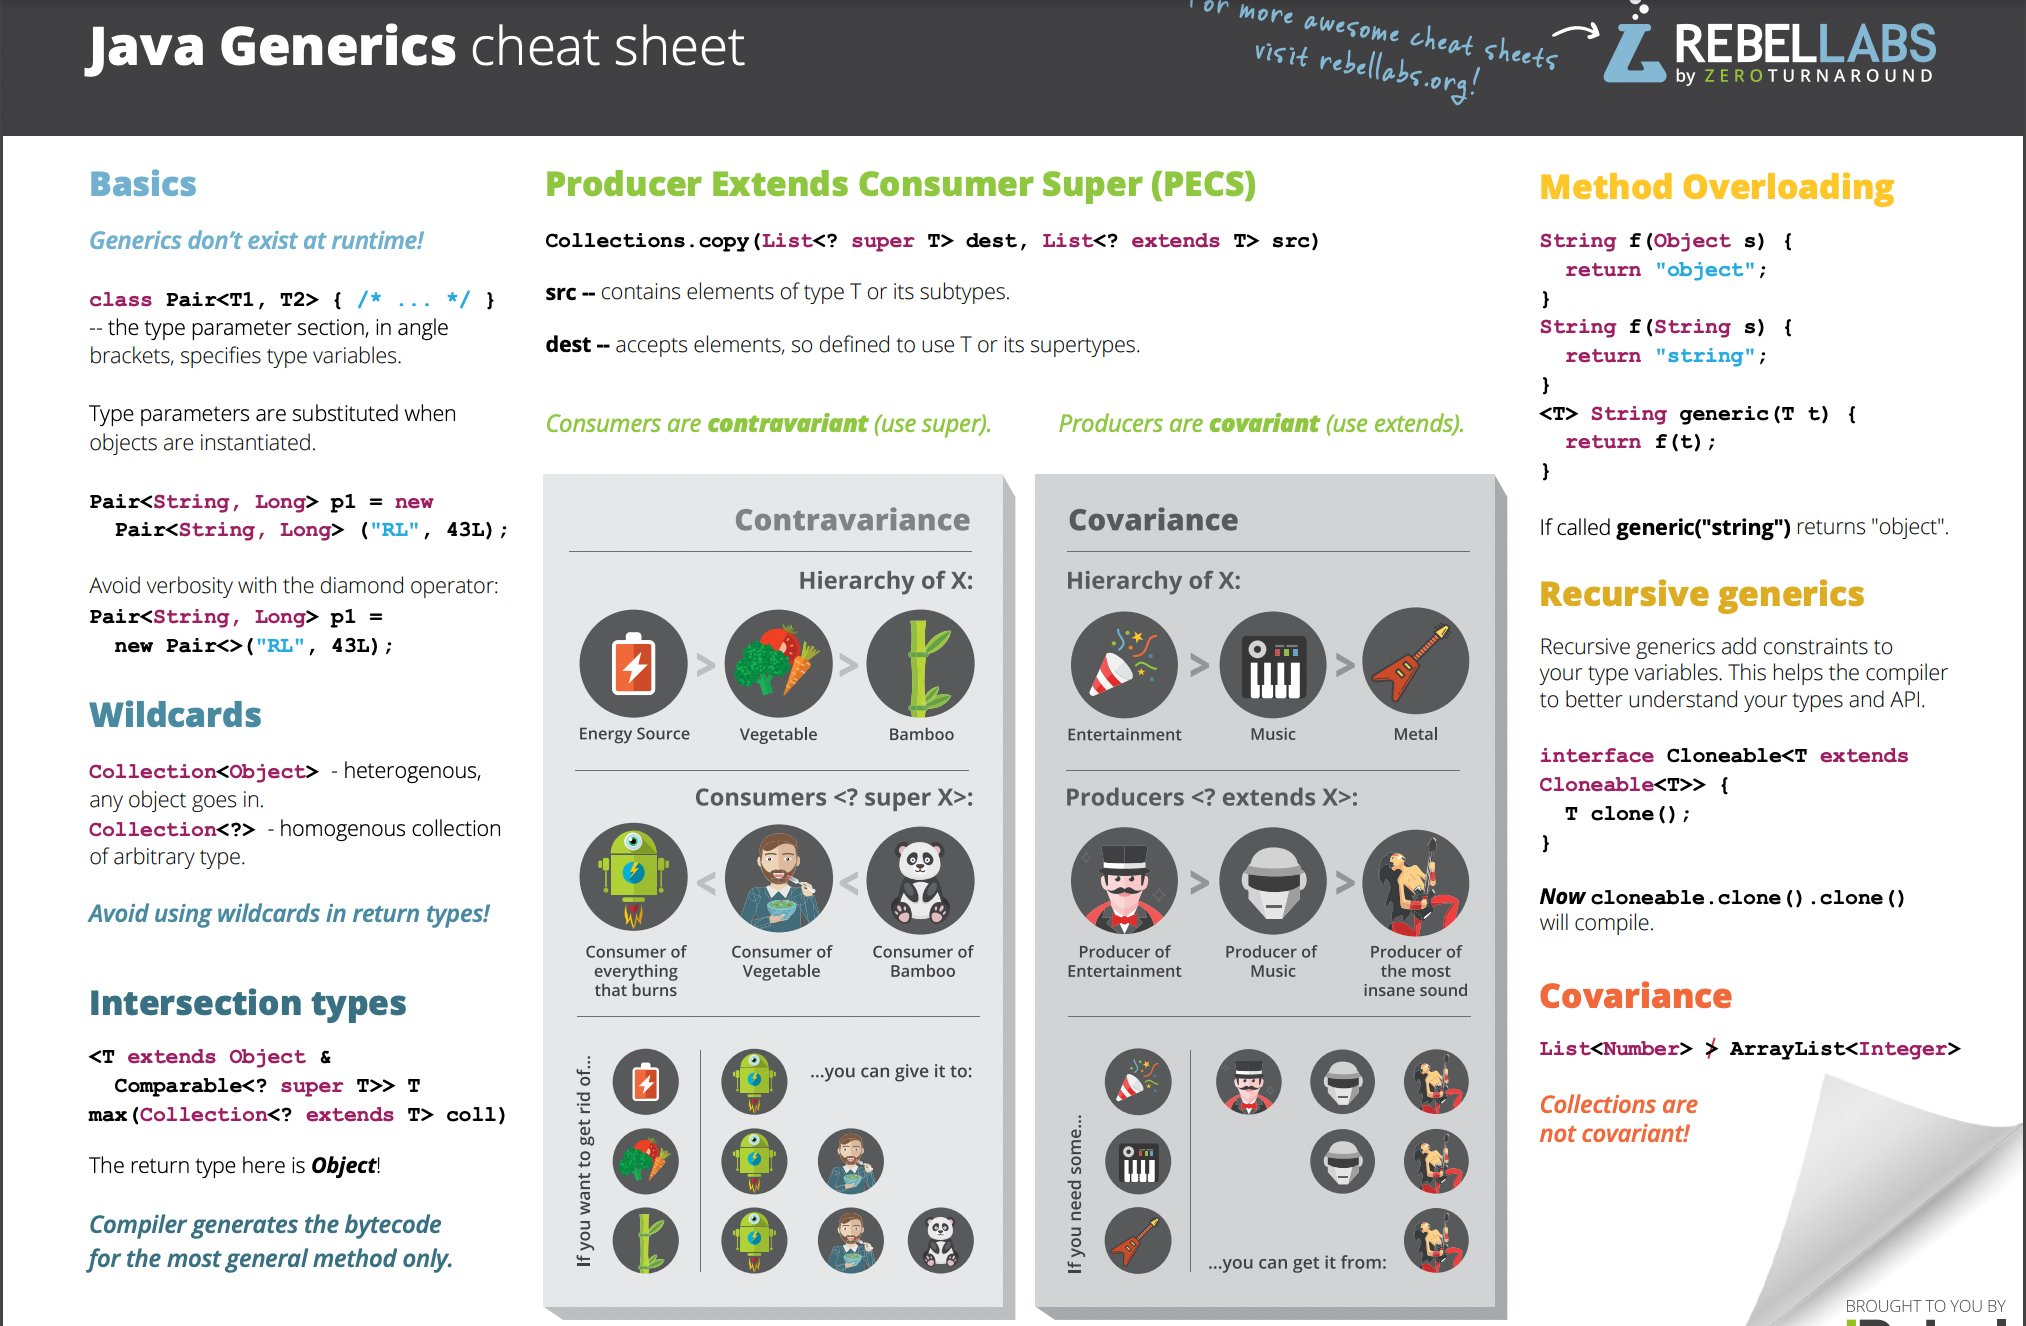 Java Generics cheat sheet
For more awesome cheat sheets
visit rebellabs.org!
REBELLABS
by ZEROTURNAROUND
Basics
Generics don't exist at runtime!
class Pair<T1, T2> { /* ... */ }
-- the type parameter section, in angle
brackets, specifies type variables.
Type parameters are substituted when
objects are instantiated.
Pair<String, Long> p1 = new
Pair<String, Long> ("RL", 43L);
Avoid verbosity with the diamond operator:
Pair<String, Long> p1 =
new Pair<>("RL", 43L);
Wildcards
Collection<Object> - heterogenous,
any object goes in.
Collection<?> - homogenous collection
of arbitrary type.
Avoid using wildcards in return types!
Intersection types
<T extends Object &
Comparable<? super T>> T
max(Collection<? extends T> coll)
The return type here is Object!
Compiler generates the bytecode
for the most general method only.
Producer Extends Consumer Super (PECS)
Collections.copy(List<? super T> dest, List<? extends T> src)
src -- contains elements of type T or its subtypes.
dest -- accepts elements, so defined to use T or its supertypes.
Consumers are contravariant (use super).
Producers are covariant (use extends).
Contravariance
Hierarchy of X:
> >
Energy Source Vegetable Bamboo
Consumers <? super X>:
< <
Consumer of
everything
that burns
Consumer of
Vegetable
Consumer of
Bamboo
If you want to get rid of...
...you can give it to:
Covariance
Hierarchy of X:
> >
Entertainment Music Metal
Producers <? extends X>:
> >
Producer of
Entertainment
Producer of
Music
Producer of
the most
insane sound
If you need some...
...you can get it from:
Method Overloading
String f(Object s) {
return "object";
}
String f(String s) {
return "string";
}
<T> String generic(T t) {
return f(t);
}
If called generic("string") returns "object".
Recursive generics
Recursive generics add constraints to
your type variables. This helps the compiler
to better understand your types and API.
interface Cloneable<T extends
Cloneable<T>> {
T clone();
}
Now cloneable.clone().clone()
will compile.
Covariance
List<Number> ≯ ArrayList<Integer>
Collections are
not covariant!
BROUGHT TO YOU BY